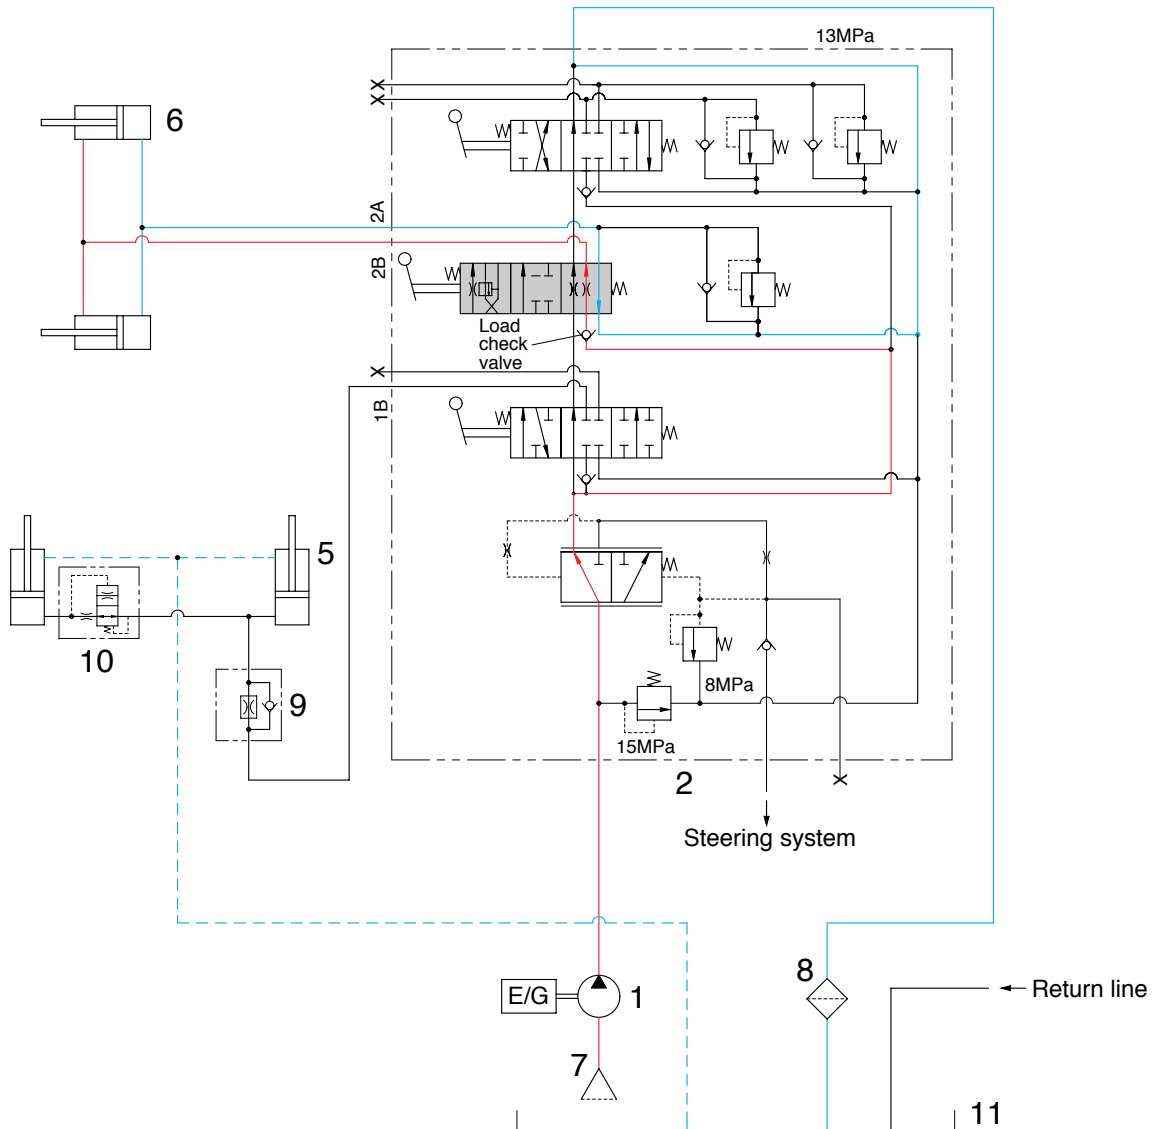 13MPa
6
2A
2B
Load
check
valve
1B
5
10
9
8MPa
15MPa
2
Steering system
8
E/G
1
Return line
7
11